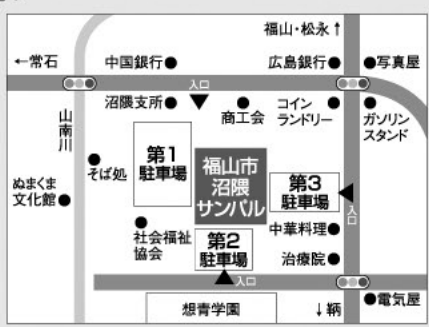 福山・松永↑
←常石
中国銀行●
広島銀行●
●写真屋
入口
沼隈支所●
商工会
コイン
ランドリー
ガソリン
スタンド
山南川
そば処
第1
駐車場
福山市
沼隈
サンパル
第3
駐車場
入口
ぬまくま
文化館●
社会福祉
協会
第2
駐車場
中華料理●
治療院●
入口
想青学園
↓鞆
●電気屋